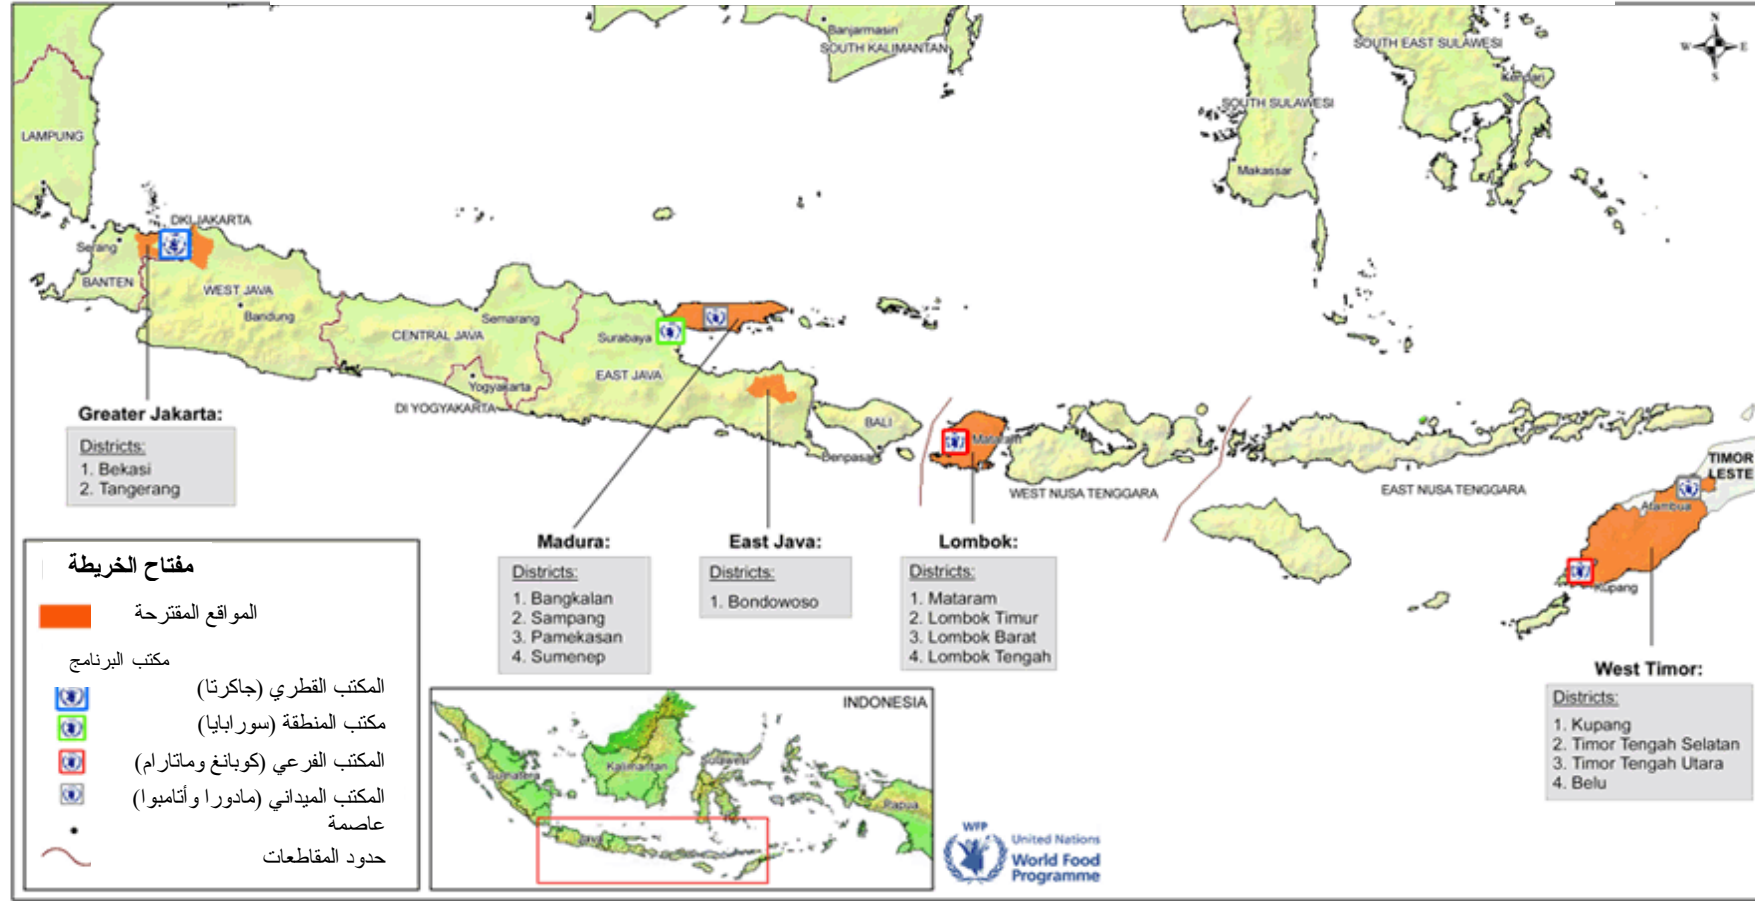 Banjarmasin
SOUTH KALIMANTAN
SOUTH EAST SULAWESI
Kendari
SOUTH SULAWESI
Makassar
N
W
E
S
LAMPUNG
DKI JAKARTA
Serang
BANTEN
WEST JAVA
Bandung
Semarang
CENTRAL JAVA
Yogyakarta
DI YOGYAKARTA
Surabaya
EAST JAVA
BALI
Denpasar
Mataram
WEST NUSA TENGGARA
EAST NUSA TENGGARA
TIMOR
LESTE
Atambua
Kupang
Greater Jakarta:
Districts:
1. Bekasi
2. Tangerang
Madura:
Districts:
1. Bangkalan
2. Sampang
3. Pamekasan
4. Sumenep
East Java:
Districts:
1. Bondowoso
Lombok:
Districts:
1. Mataram
2. Lombok Timur
3. Lombok Barat
4. Lombok Tengah
West Timor:
Districts:
1. Kupang
2. Timor Tengah Selatan
3. Timor Tengah Utara
4. Belu
مفتاح الخريطة
المواقع المقترحة
مكتب البرنامج
المكتب القطري (جاكرتا)
مكتب المنطقة (سورابايا)
المكتب الفرعي (كوبانغ وماتارام)
المكتب الميداني (مادورا وأتامبوا)
عاصمة
حدود المقاطعات
INDONESIA
Sumatera
Kalimantan
Sulawesi
Papua
Java
WFP
United Nations
World Food
Programme